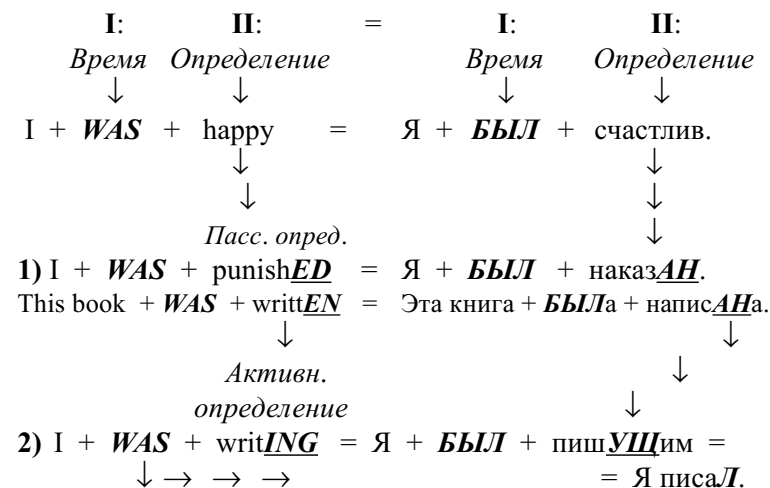 I: II: = I: II:
Время Определение Время Определение
↓ ↓ ↓ ↓
I + WAS + happy = Я + БЫЛ + счастлив.
↓ ↓
↓ ↓
Пасс. опред. ↓
1) I + WAS + punishED = Я + БЫЛ + наказАН.
This book + WAS + writtEN = Эта книга + БЫЛа + написАНа.
↓ ↓
Активн. ↓
определение ↓
2) I + WAS + writING = Я + БЫЛ + пишУЩим =
↓ → → → = Я писаЛ.